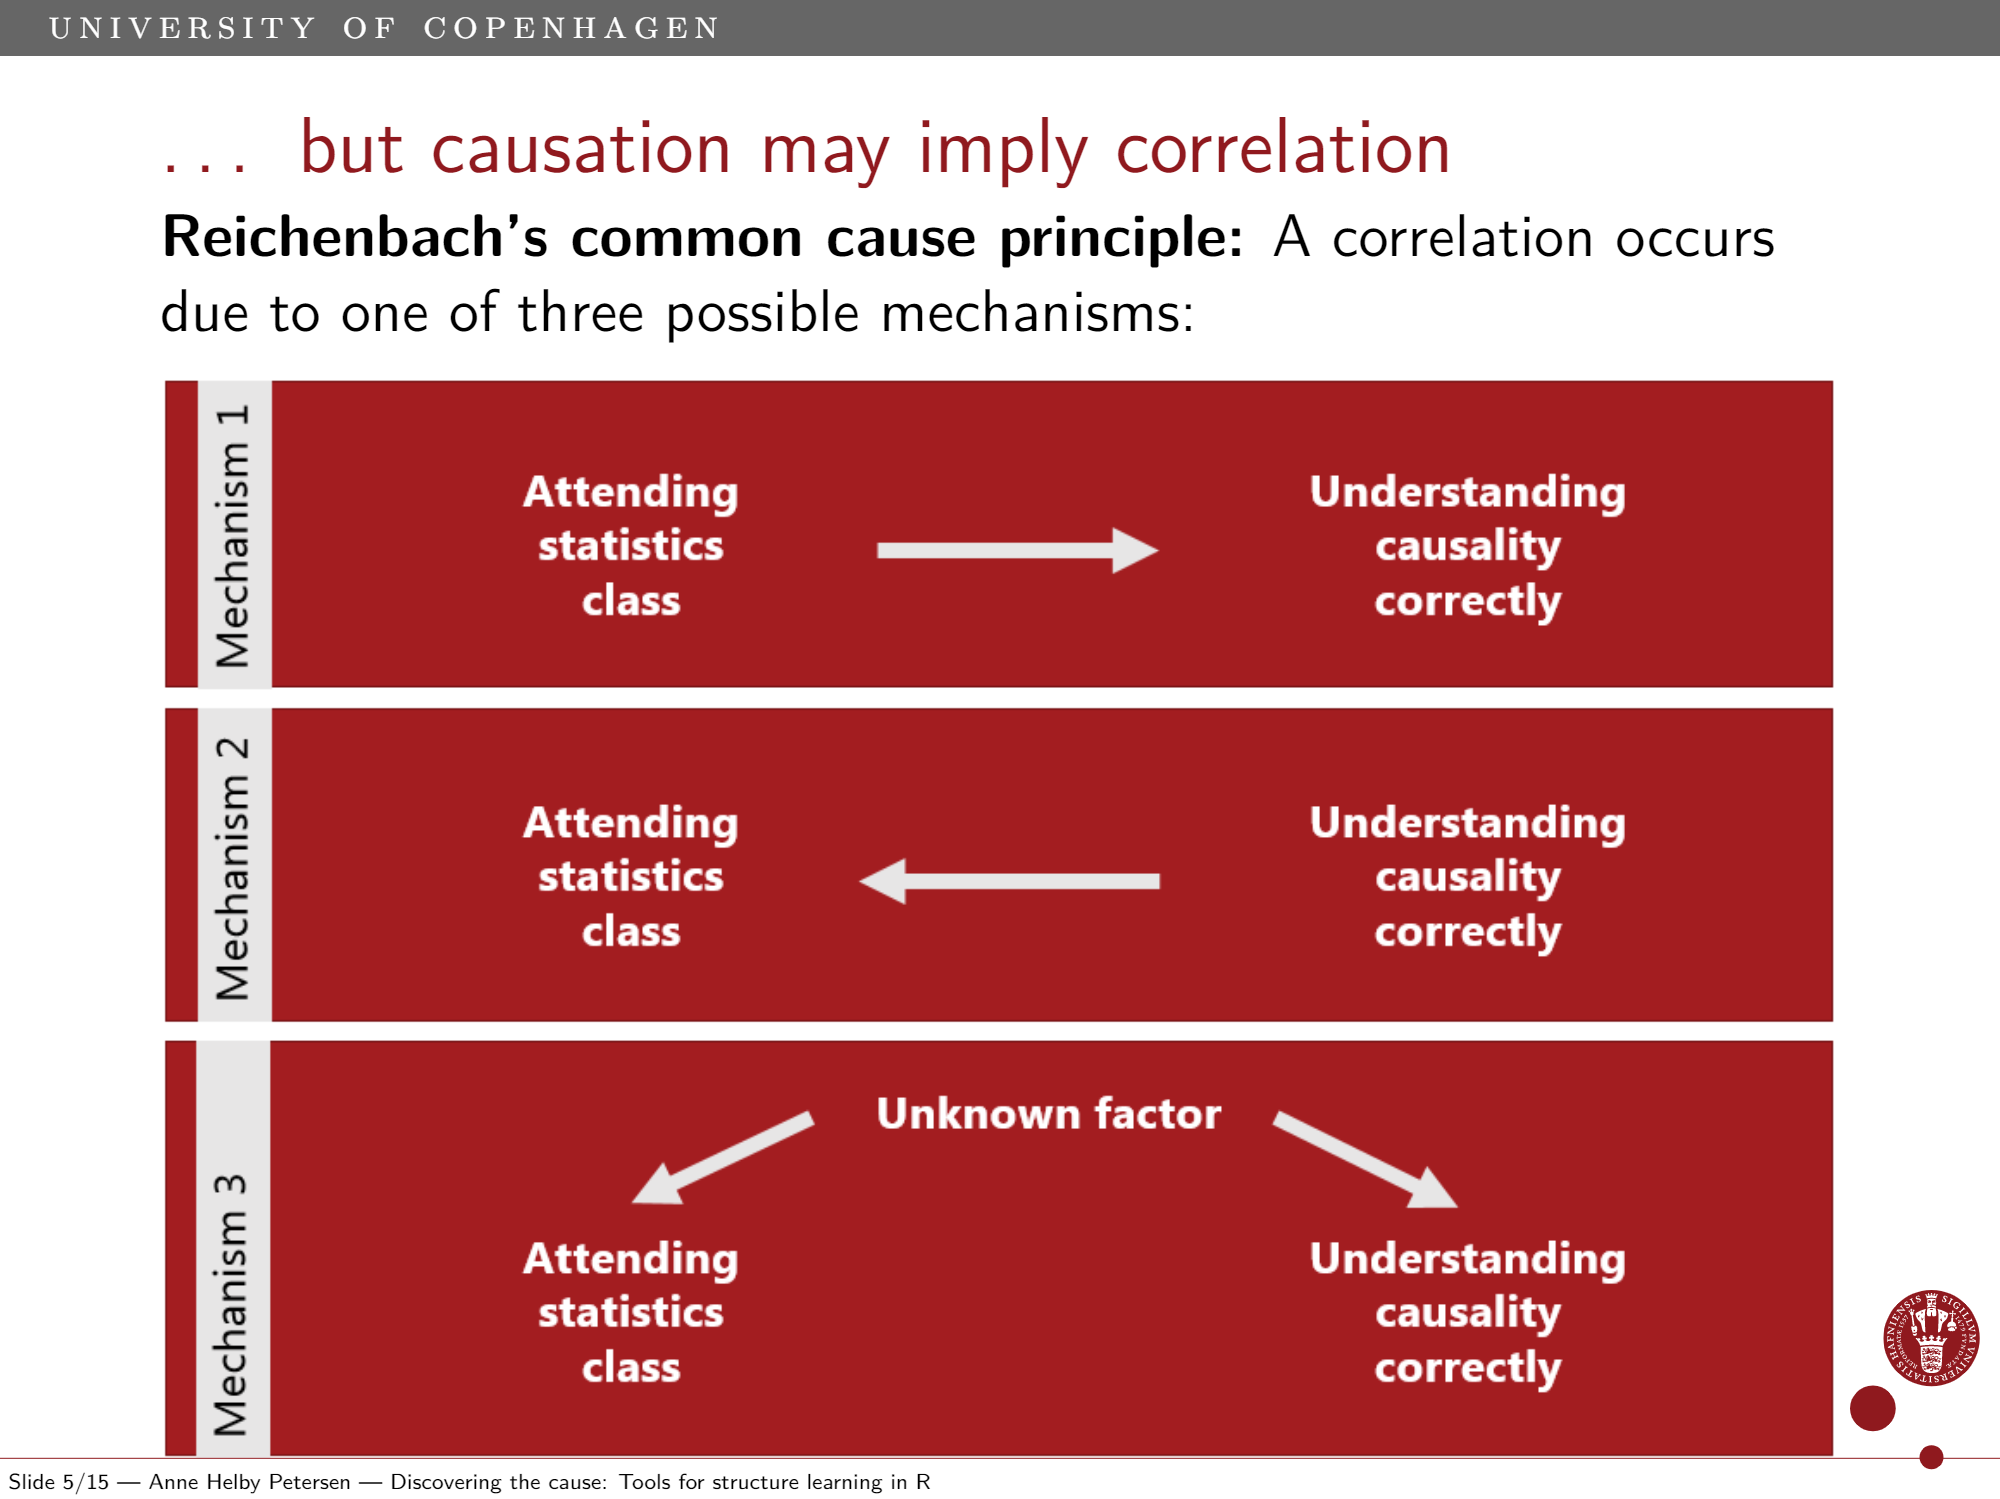 UNIVERSITY OF COPENHAGEN
... but causation may imply correlation
Reichenbach's common cause principle: A correlation occurs
due to one of three possible mechanisms:
Mechanism 1
Attending
statistics
class
Understanding
causality
correctly
Mechanism 2
Attending
statistics
class
Understanding
causality
correctly
Mechanism 3
Unknown factor
Attending
statistics
class
Understanding
causality
correctly
Slide 5/15 — Anne Helby Petersen — Discovering the cause: Tools for structure learning in R